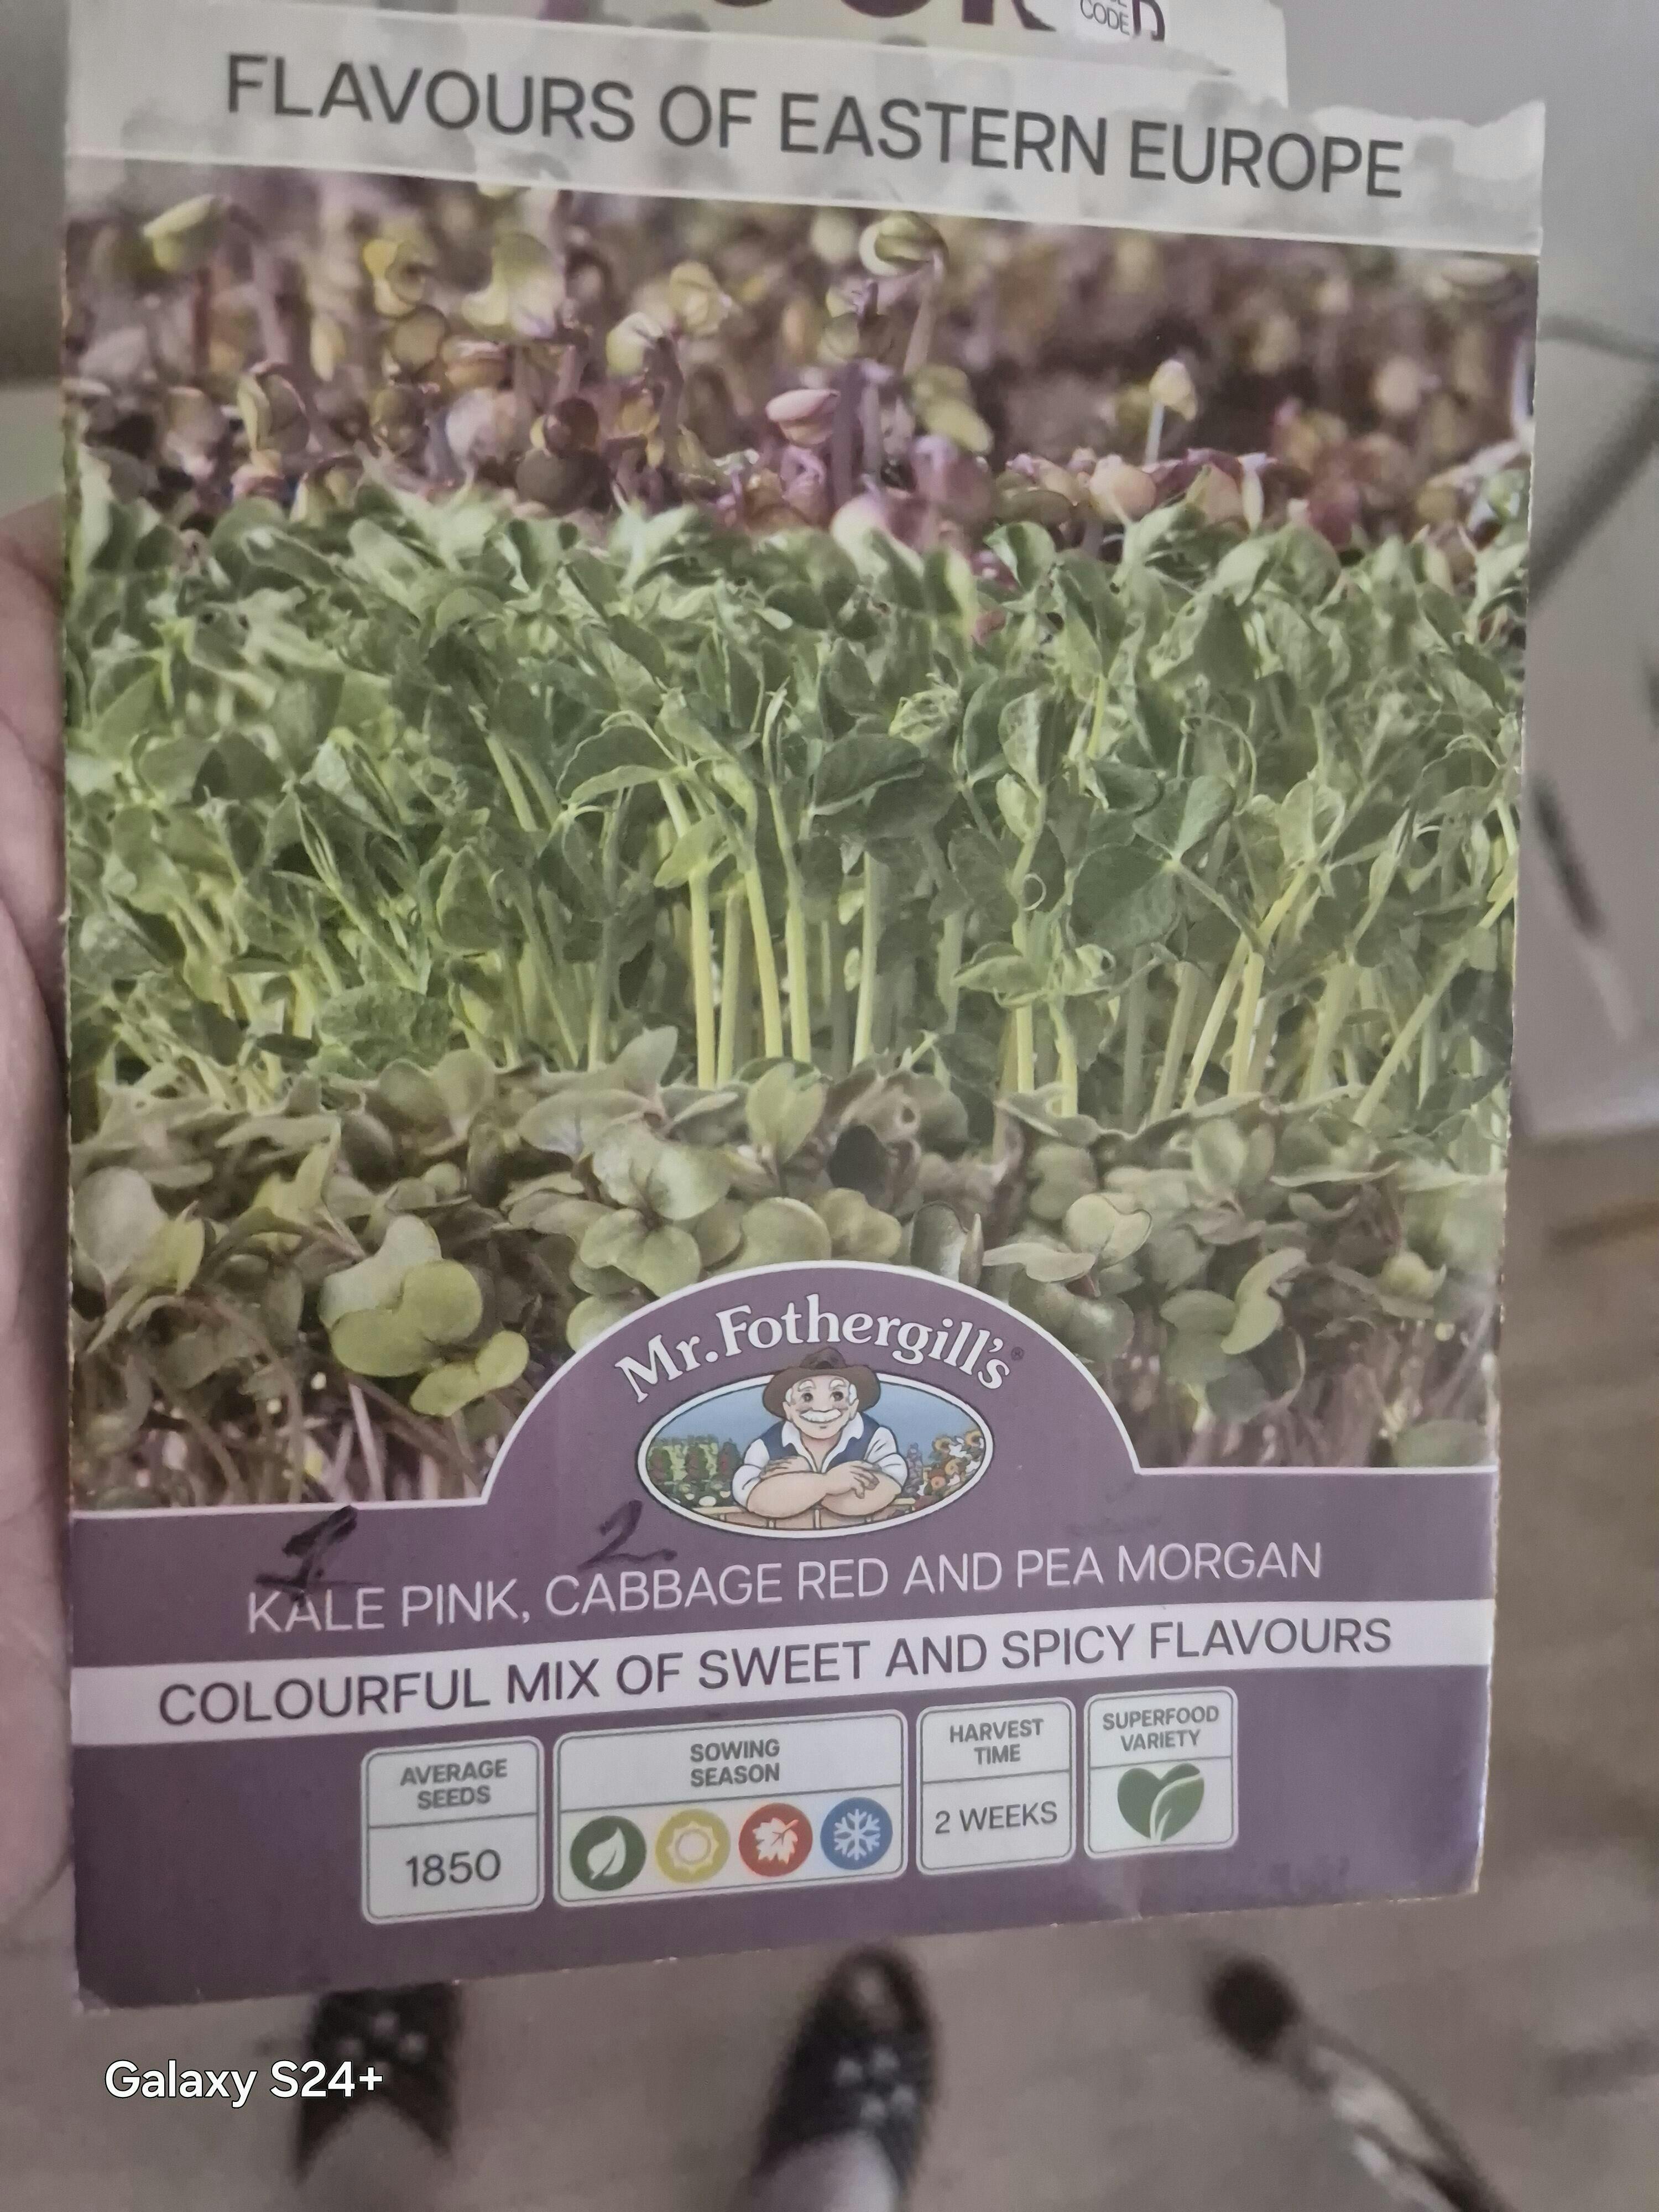 CODE
FLAVOURS OF EASTERN EUROPE
Mr. Fothergill's®
1 2
KALE PINK, CABBAGE RED AND PEA MORGAN
COLOURFUL MIX OF SWEET AND SPICY FLAVOURS
AVERAGE
SEEDS
1850
SOWING
SEASON
HARVEST
TIME
2 WEEKS
SUPERFOOD
VARIETY
Galaxy S24+